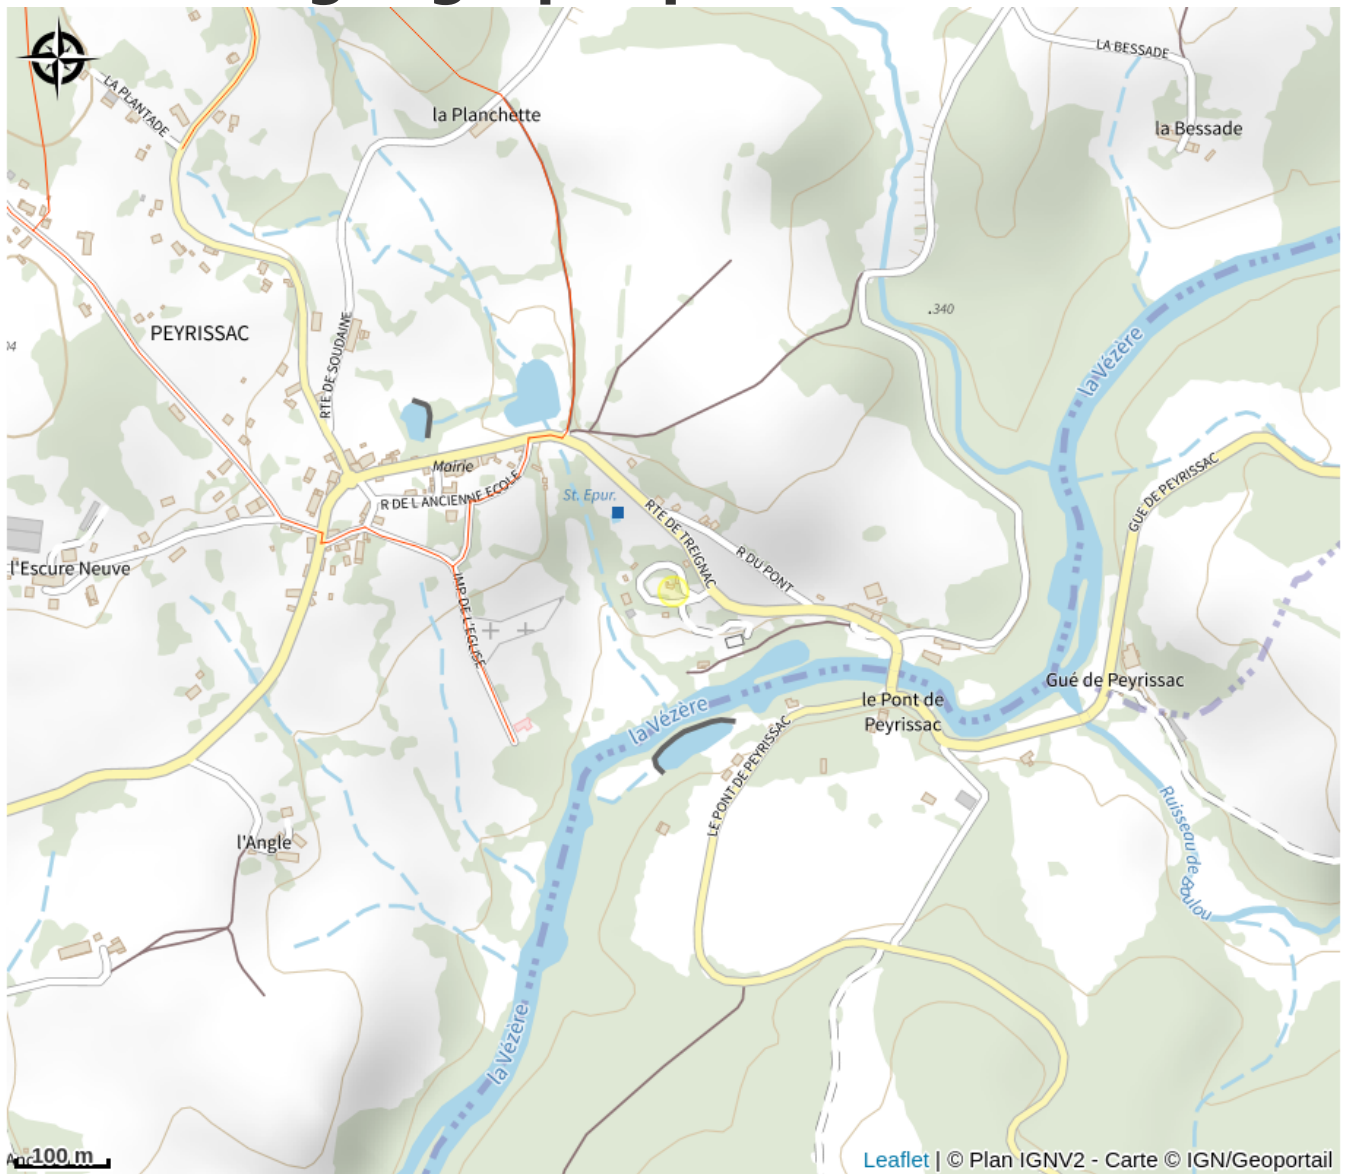 LA BESSADE
LA PLANTADE
la Planchette
la Bessade
.340
PEYRISSAC
RTE DE SOUDAINE
la Vézère
Mairie
R DE L ANCIENNE ECOLE
St. Epur.
GUE DE PEYRISSAC
RTE DE TREIGNAC
R DU PONT
l'Escure Neuve
IMP DE L'EGLISE
Gué de Peyrissac
le Pont de
Peyrissac
la Vézère
LE PONT DE PEYRISSAC
Ruisseau de Boulou
l'Angle
la Vézère
100 m
Leaflet | © Plan IGNV2 - Carte © IGN/Geoportail